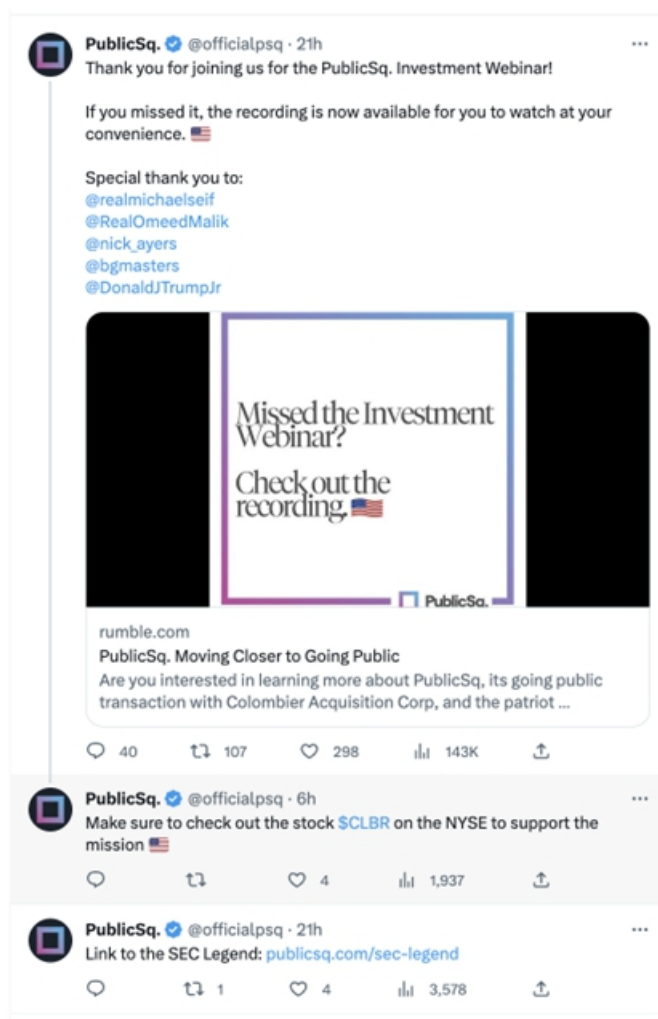 PublicSq. @officialpsq · 21h
Thank you for joining us for the PublicSq. Investment Webinar!
If you missed it, the recording is now available for you to watch at your
convenience. 🇺🇸
Special thank you to:
@realmichaelseif
@RealOmeedMalik
@nick_ayers
@bgmasters
@DonaldJTrumpJr
Missed the Investment
Webinar?
Check out the
recording. 🇺🇸
PublicSq.
rumble.com
PublicSq. Moving Closer to Going Public
Are you interested in learning more about PublicSq, its going public
transaction with Colombier Acquisition Corp, and the patriot ...
40 107 298 143K
PublicSq. @officialpsq · 6h
Make sure to check out the stock $CLBR on the NYSE to support the
mission 🇺🇸
4 1,937
PublicSq. @officialpsq · 21h
Link to the SEC Legend: publicsq.com/sec-legend
1 4 3,578